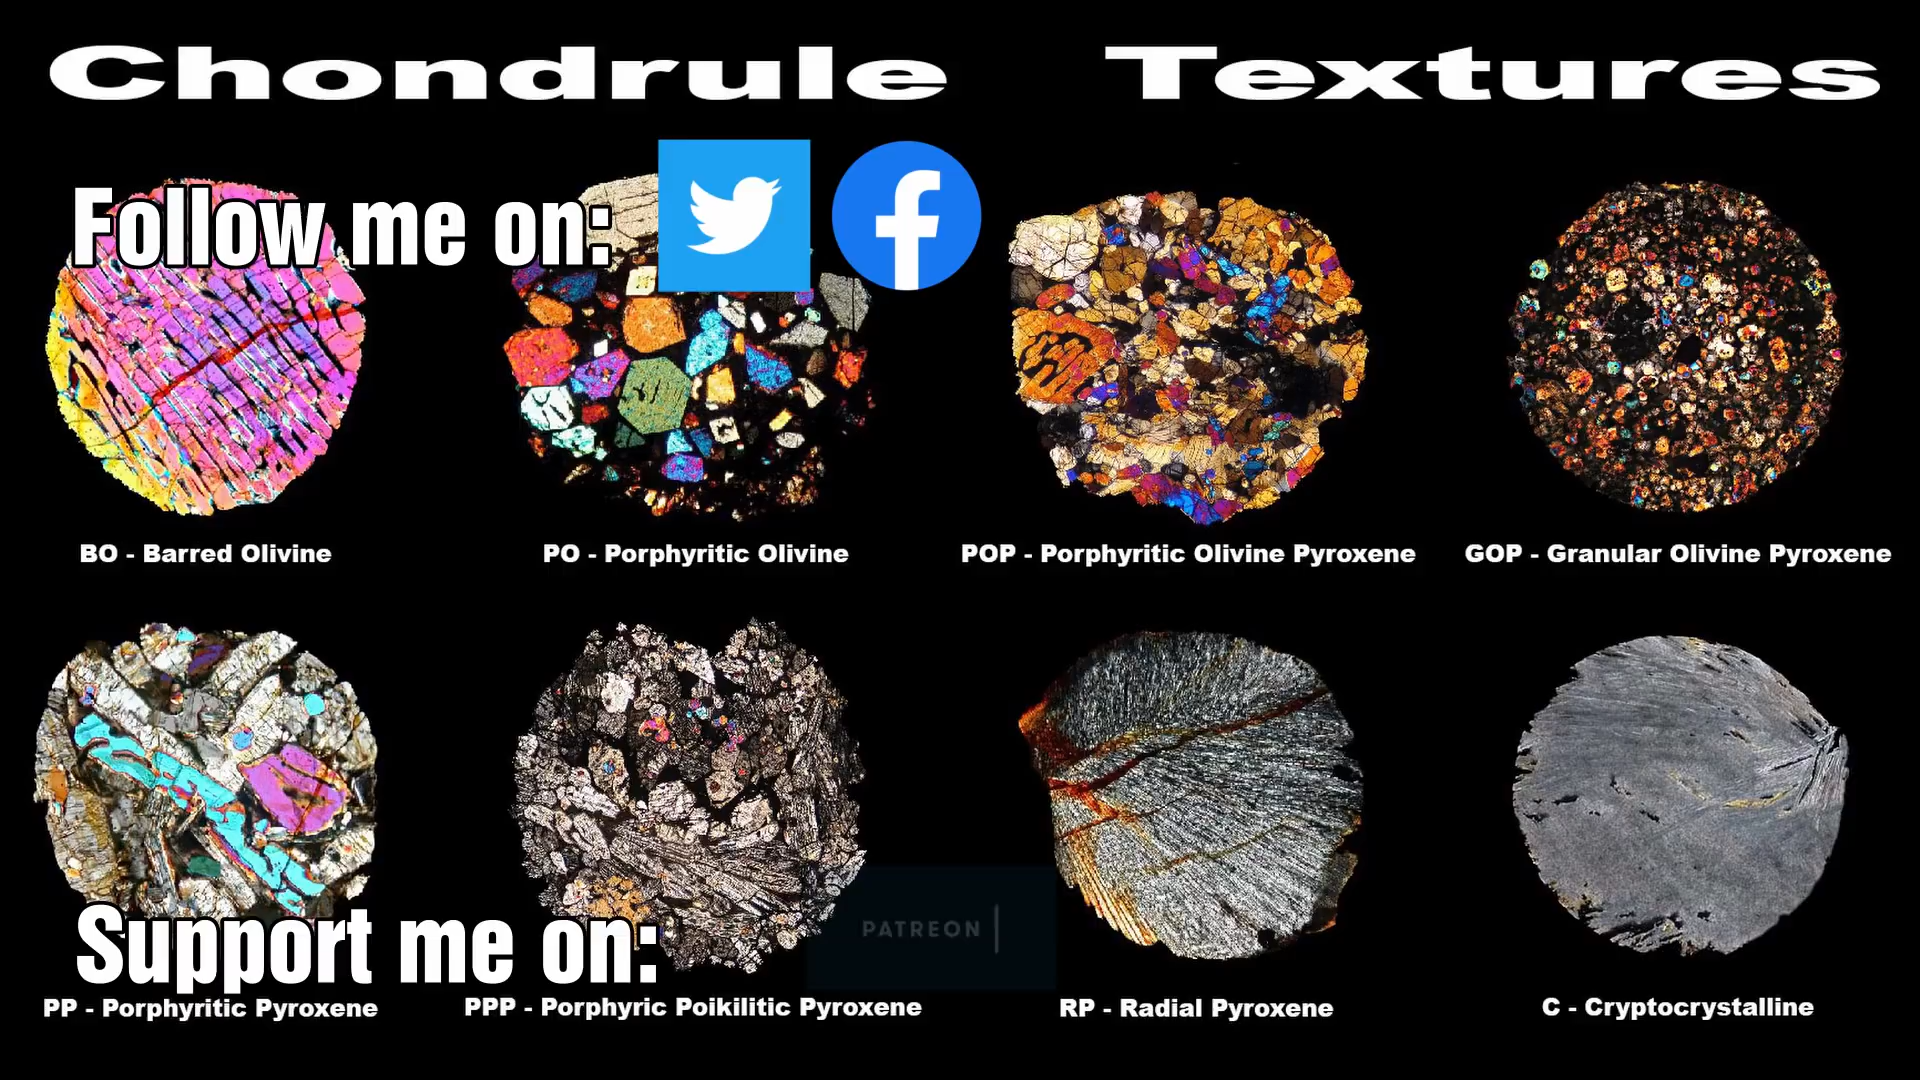 Chondrule Textures
Follow me on:
BO - Barred Olivine
PO - Porphyritic Olivine
POP - Porphyritic Olivine Pyroxene
GOP - Granular Olivine Pyroxene
Support me on:
PATREON
PP - Porphyritic Pyroxene
PPP - Porphyric Poikilitic Pyroxene
RP - Radial Pyroxene
C - Cryptocrystalline